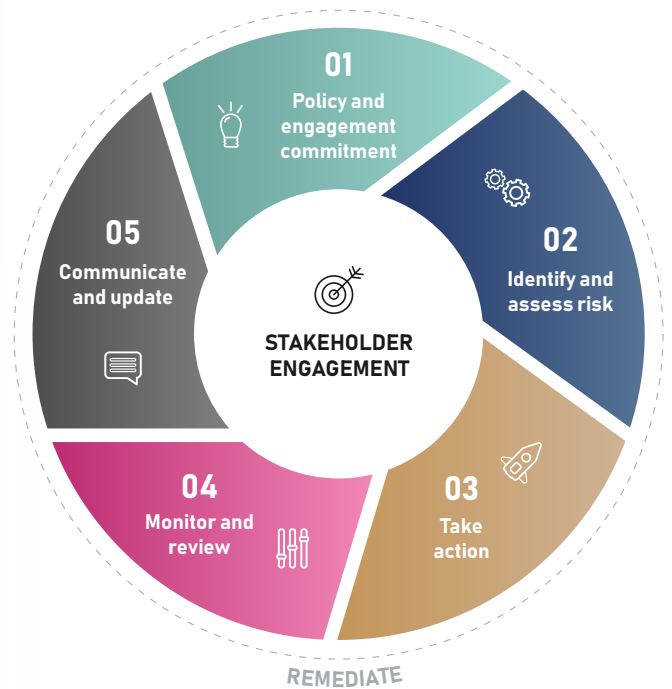 01
Policy and
engagement
commitment
02
Identify and
assess risk
03
Take
action
04
Monitor and
review
05
Communicate
and update
STAKEHOLDER
ENGAGEMENT
REMEDIATE